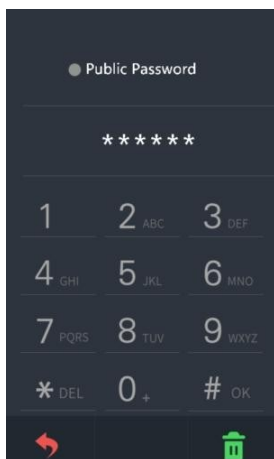 Public Password
******
1 2 ABC 3 DEF
4 GHI 5 JKL 6 MNO
7 PQRS 8 TUV 9 WXYZ
* DEL 0 + # OK